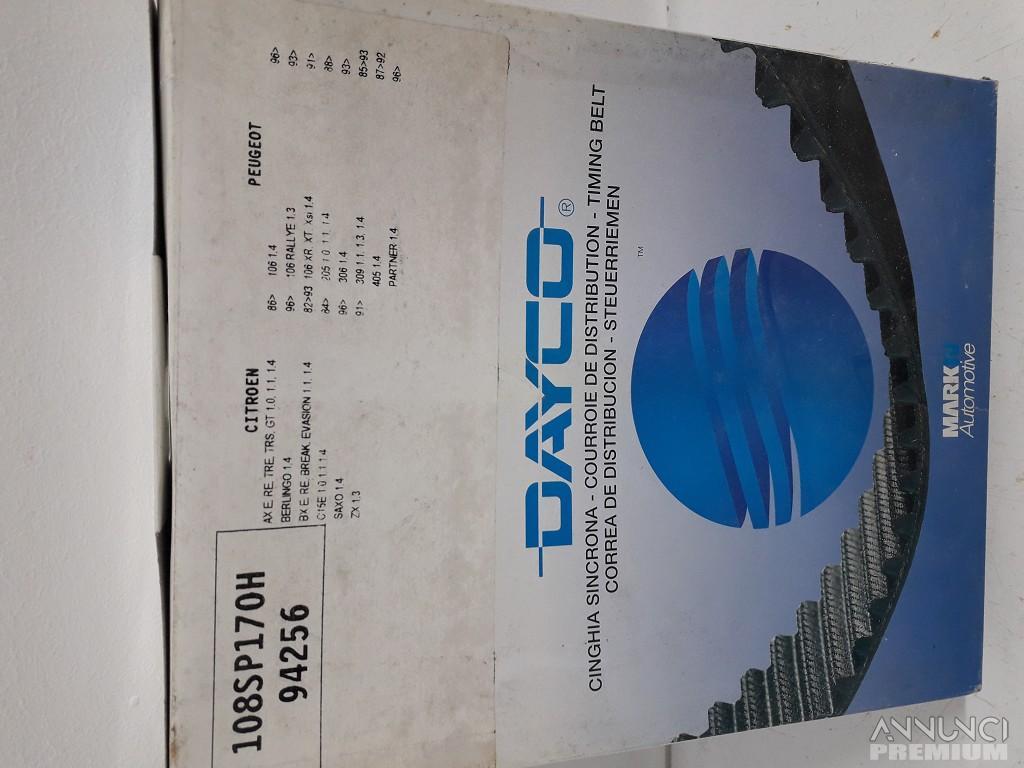 108SP170H
94256
CITROEN
AX E, RE, TRE, TRS, GT 1.0, 1.1, 1.4 86>
BERLINGO 1.4 96>
BX E, RE, BREAK, EVASION 1.1, 1.4 82>93
C15E 1.0 1.1 1.4 84>
SAXO 1.4 96>
ZX 1.3 91>
PEUGEOT
106 1.4 96>
106 RALLYE 1.3 93>
106 XR, XT, Xsi 1.4 91>
205 1.0, 1.1, 1.4 88>
306 1.4 93>
309 1.1, 1.3, 1.4 85>93
405 1.4 87>92
PARTNER 1.4 96>
DAYCO®
CINGHIA SINCRONA - COURROIE DE DISTRIBUTION - TIMING BELT
CORREA DE DISTRIBUCION - STEUERRIEMEN
TM
MARK IV
Automotive
ANNUNCI
PREMIUM